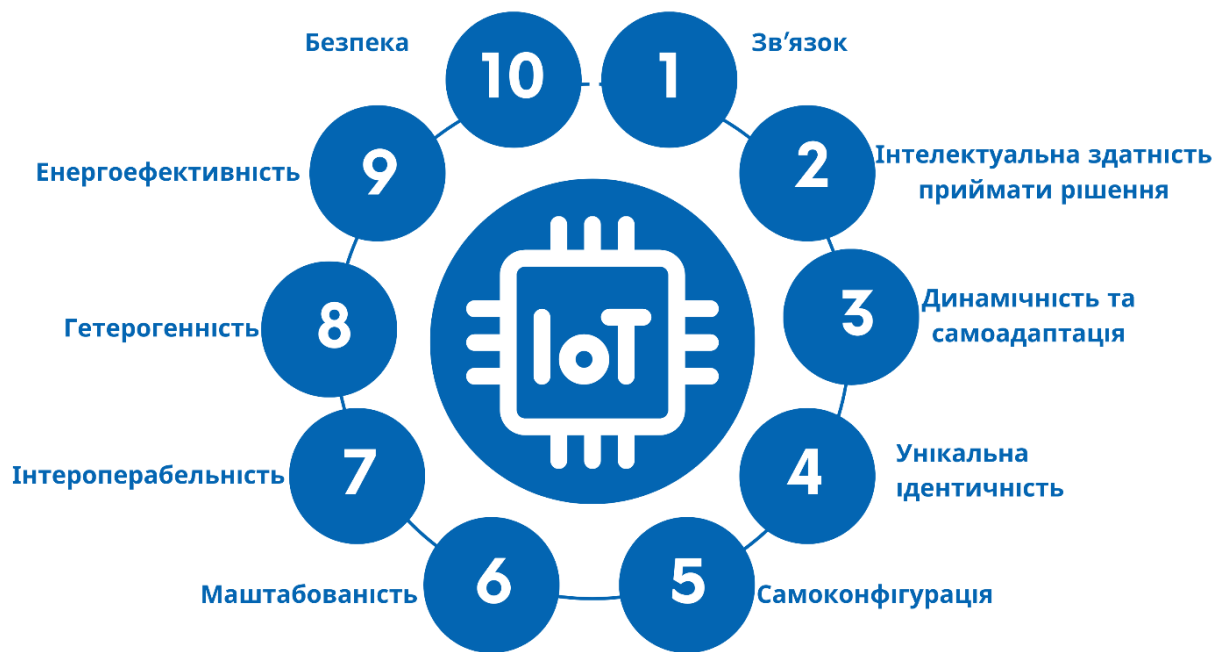 Безпека
10
1
Зв’язок
Енергоефективність
9
2
Інтелектуальна здатність
приймати рішення
Гетерогенність
8
IoT
3
Динамічність та
самоадаптація
Інтероперабельність
7
4
Унікальна
ідентичність
Маштабованість
6
5
Самоконфігурація